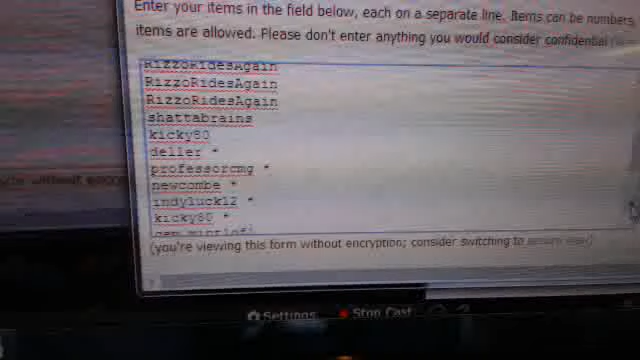 Enter your items in the field below, each on a separate line. Items can be numbers,
items are allowed. Please don't enter anything you would consider confidential
RizzoRidesAgain
RizzoRidesAgain
RizzoRidesAgain
shattabrains
kicky80
deller *
professorcmg *
newcombe *
indyluck12 *
kicky80 *
(you're viewing this form without encryption; consider switching to
Settings
Stop Cast